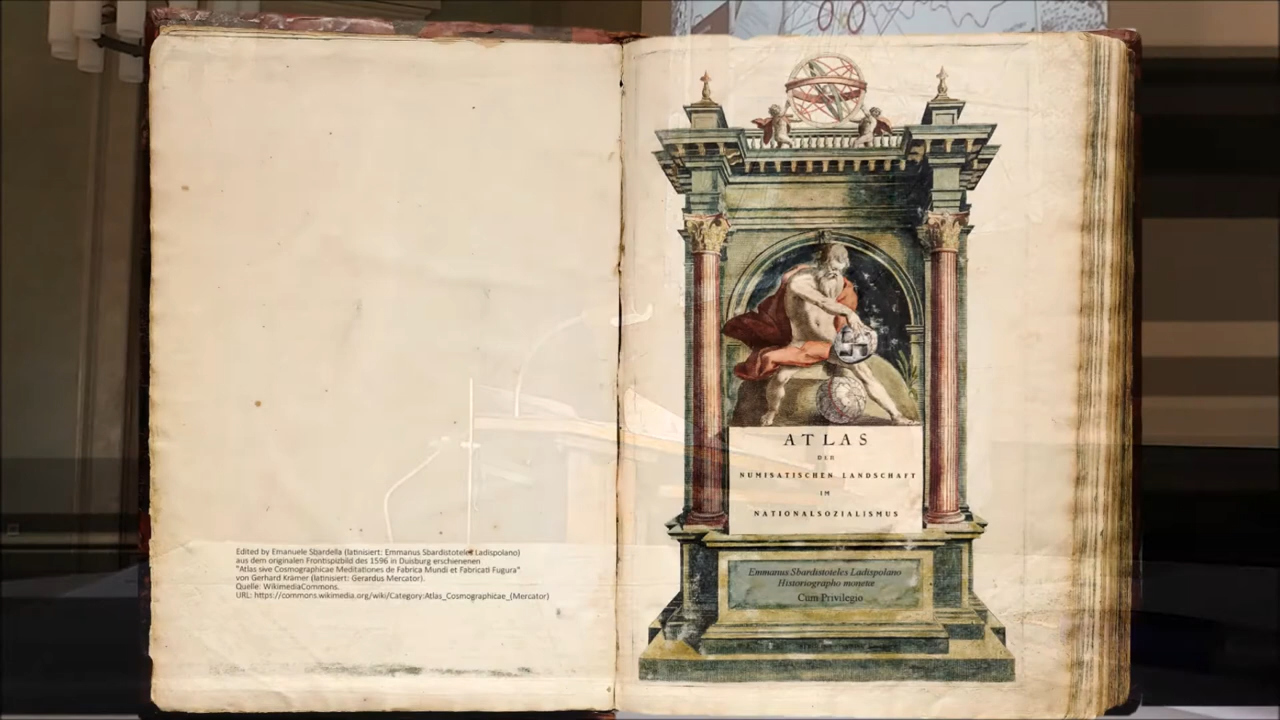 Edited by Emanuele Sbardella (latinisiert: Emmanus Sbardistoteles Ladispolano)
aus dem originalen Frontispizbild des 1596 in Duisburg erschienenen
"Atlas sive Cosmographicae Meditationes de Fabrica Mundi et Fabricati Fugura"
von Gerhard Krämer (latinisiert: Gerardus Mercator).
Quelle: WikimediaCommons.
URL: https://commons.wikimedia.org/wiki/Category:Atlas_Cosmographicae_(Mercator)
ATLAS
DER
NUMISATISCHEN LANDSCHAFT
IM
NATIONALSOZIALISMUS
Emmanus Sbardistoteles Ladispolano
Historiographo monetæ
Cum Privilegio